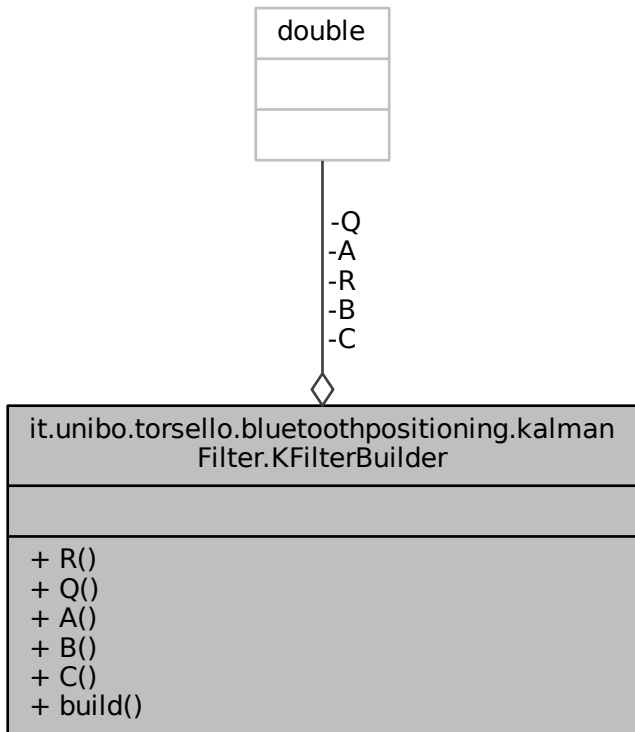 double
-Q
-A
-R
-B
-C
it.unibo.torsello.bluetoothpositioning.kalman
Filter.KFilterBuilder
+ R()
+ Q()
+ A()
+ B()
+ C()
+ build()